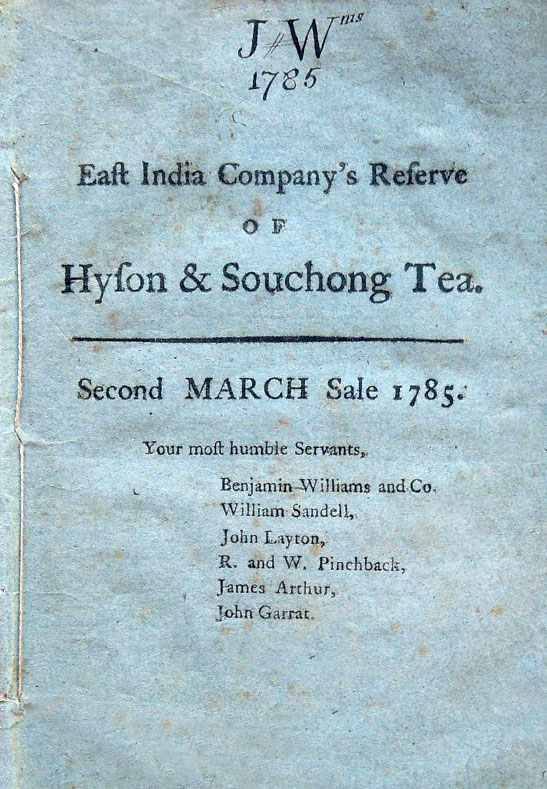 J W ms
1785
Eaſt India Company's Reſerve
OF
Hyſon & Souchong Tea.
Second MARCH Sale 1785.
Your moſt humble Servants,
Benjamin Williams and Co.
William Sandell,
John Layton,
R. and W. Pinchback,
James Arthur,
John Garrat.